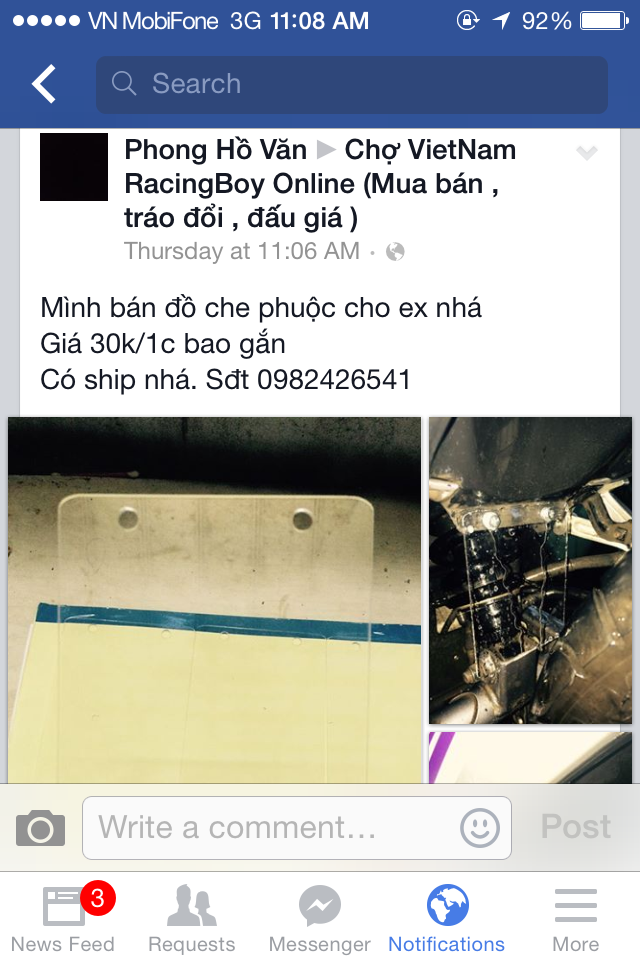 VN MobiFone 3G 11:08 AM 92%
Search
Phong Hồ Văn ▶ Chợ VietNam
RacingBoy Online (Mua bán ,
tráo đổi , đấu giá )
Thursday at 11:06 AM ·
Mình bán đồ che phuộc cho ex nhá
Giá 30k/1c bao gắn
Có ship nhá. Sđt 0982426541
Write a comment... Post
3
News Feed Requests Messenger Notifications More